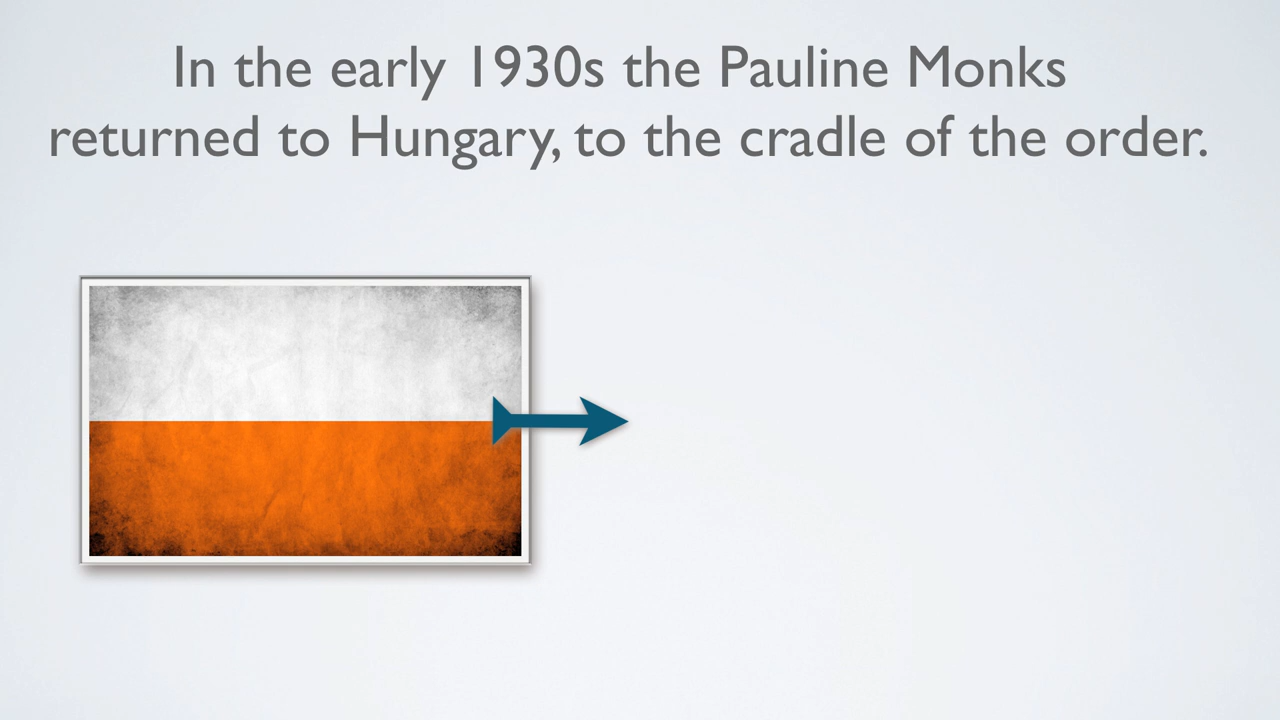 In the early 1930s the Pauline Monks
returned to Hungary, to the cradle of the order.